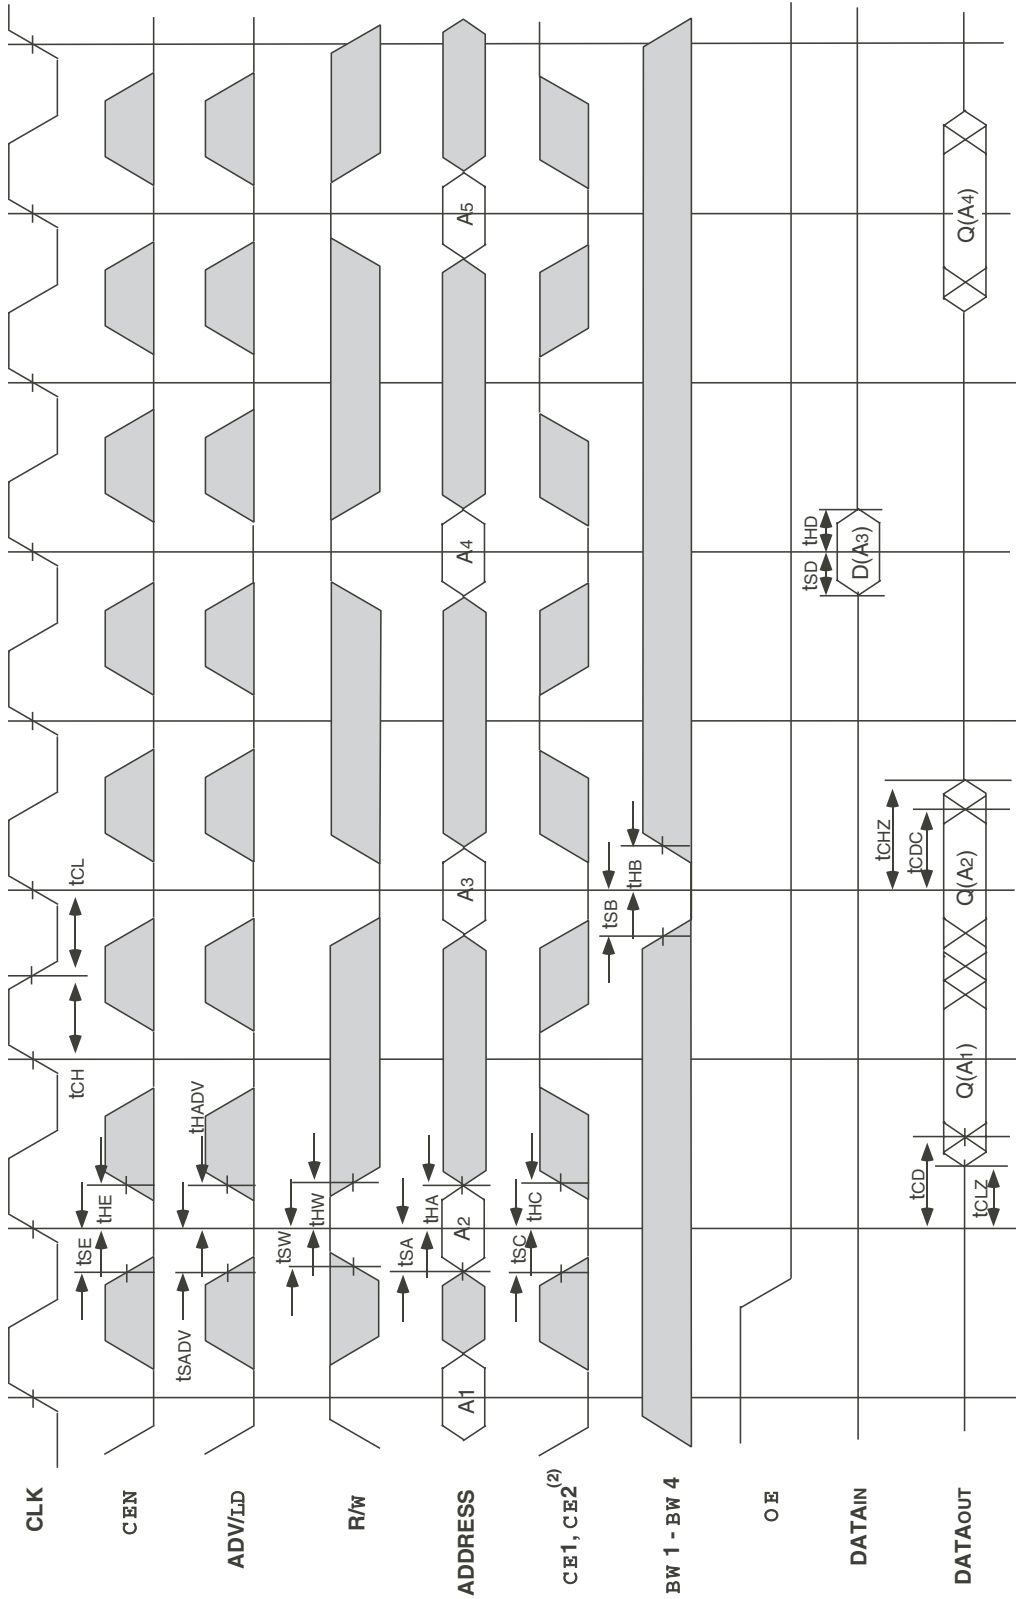 CLK
tCH
tCL
CEN
tSE
tHE
ADV/LD
tSADV
tHADV
R/W
tSW
tHW
ADDRESS
A1
tSA
A2
tHA
A3
A4
A5
CE1, CE2(2)
tSC
tHC
BW1 - BW4
tSB
tHB
OE
DATAIN
tSD
tHD
D(A3)
DATAOUT
tCD
tCLZ
Q(A1)
Q(A2)
tCHZ
tCDC
Q(A4)